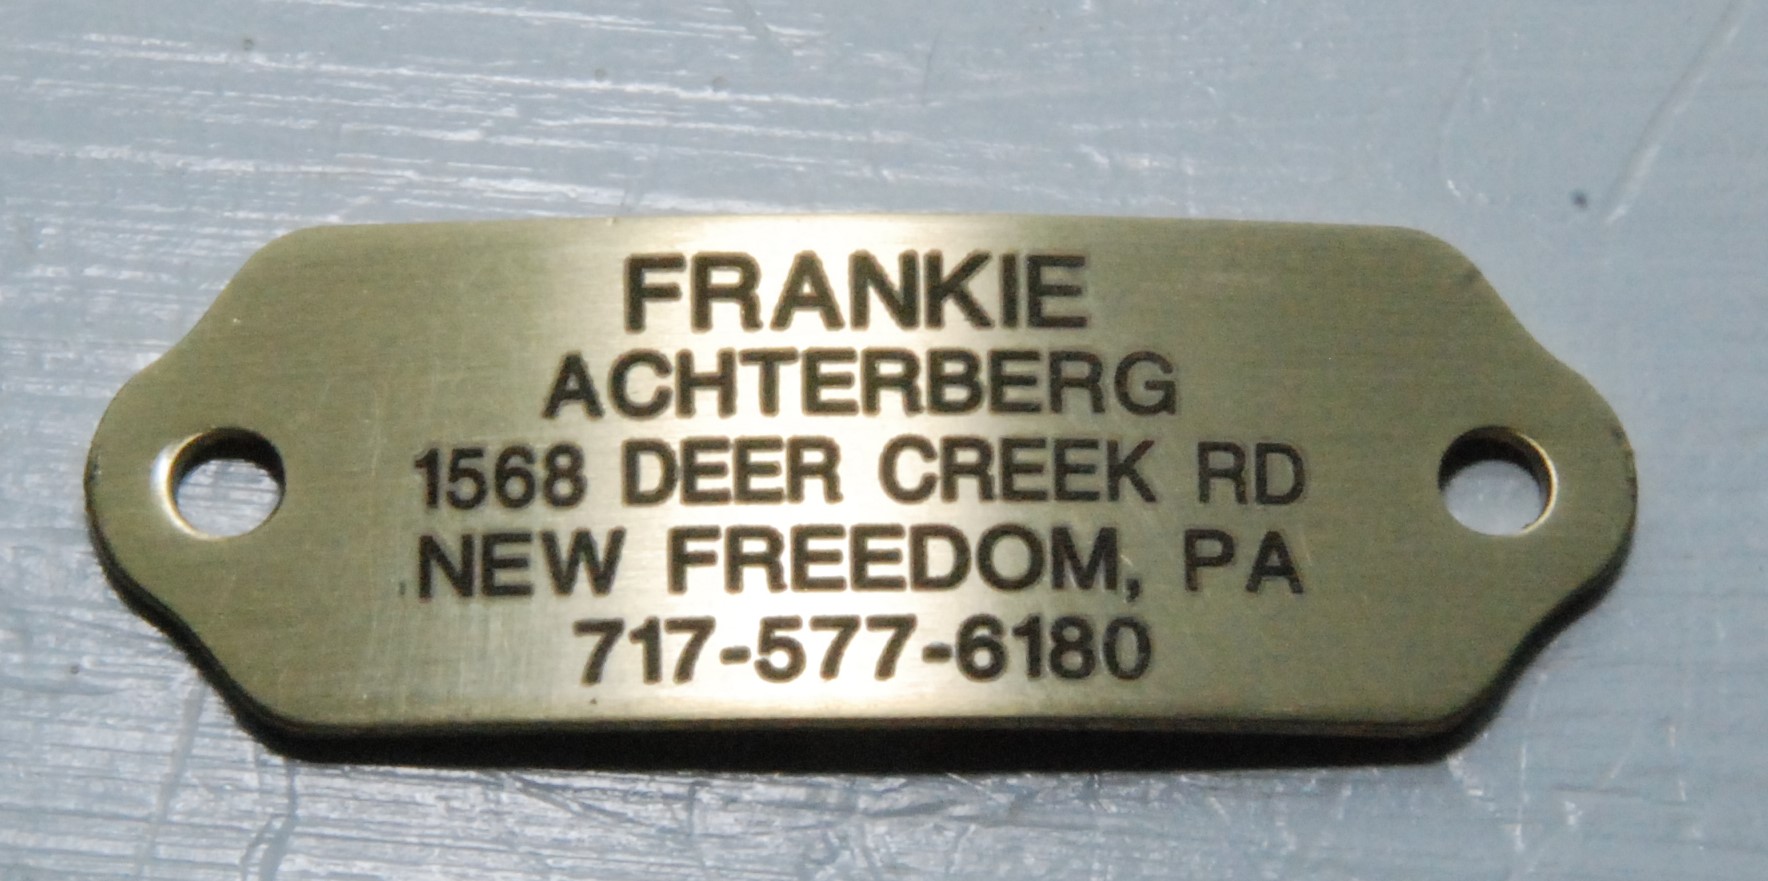 FRANKIE
ACHTERBERG
1568 DEER CREEK RD
NEW FREEDOM, PA
717-577-6180